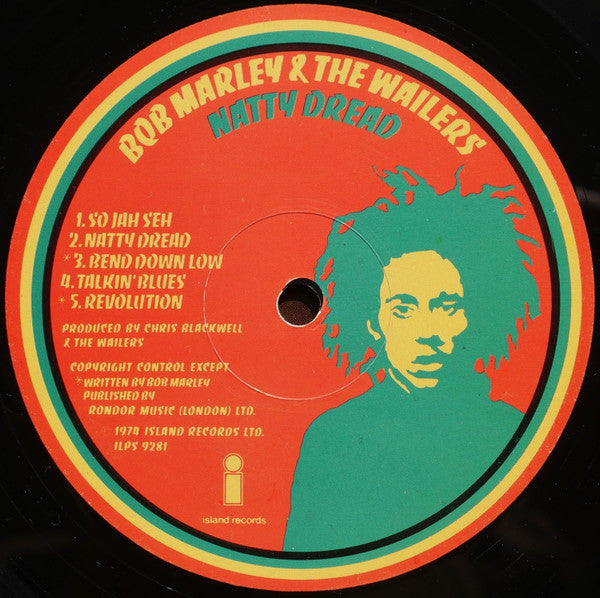 BOB MARLEY & THE WAILERS
NATTY DREAD
1. SO JAH SEH
2. NATTY DREAD
* 3. BEND DOWN LOW
4. TALKIN' BLUES
* 5. REVOLUTION
PRODUCED BY CHRIS BLACKWELL
& THE WAILERS
COPYRIGHT CONTROL EXCEPT
* WRITTEN BY BOB MARLEY
PUBLISHED BY
RONDOR MUSIC (LONDON) LTD.
1974 ISLAND RECORDS LTD.
ILPS 9281
i
island records